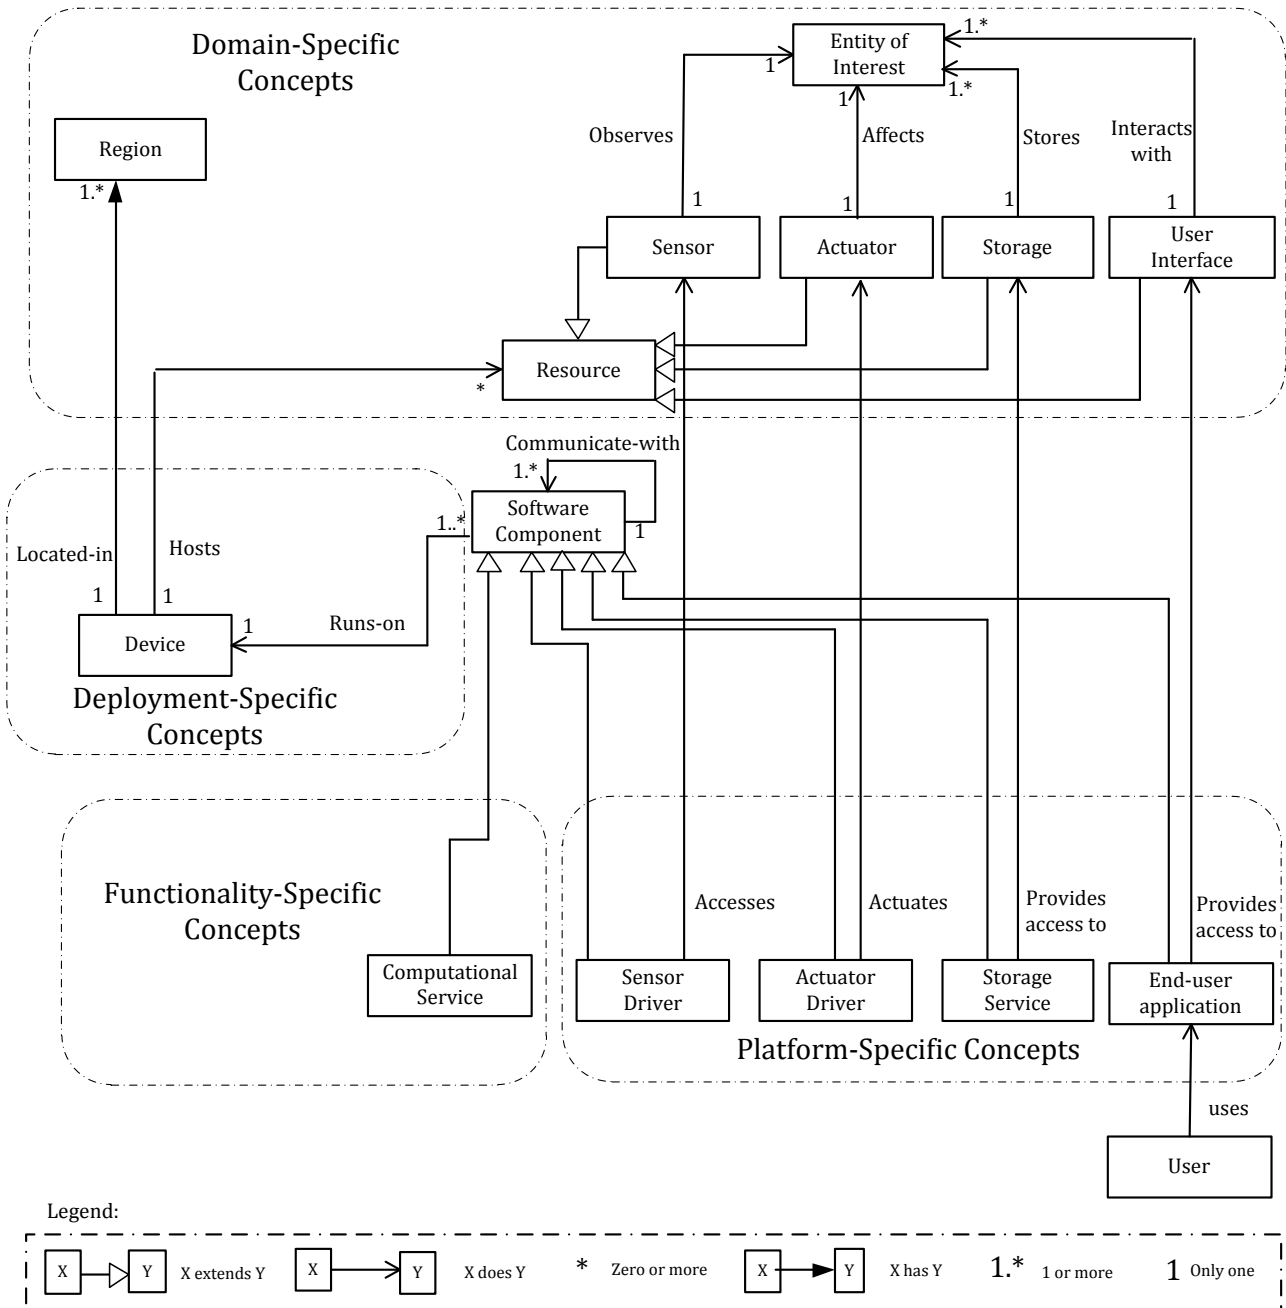 Domain-Specific
Concepts
Entity of
Interest
1.*
1
1
1.*
Observes
Affects
Stores
Interacts
with
Region
1.*
1
1
1
1
Sensor
Actuator
Storage
User
Interface
Resource
*
Communicate-with
1.*
Software
Component
1
1..*
Located-in
Hosts
1
1
1
Runs-on
Device
Deployment-Specific
Concepts
Functionality-Specific
Concepts
Accesses
Actuates
Provides
access to
Provides
access to
Computational
Service
Sensor
Driver
Actuator
Driver
Storage
Service
End-user
application
Platform-Specific Concepts
uses
User
Legend:
X
Y
X extends Y
X
Y
X does Y
*
Zero or more
X
Y
X has Y
1.*
1 or more
1
Only one